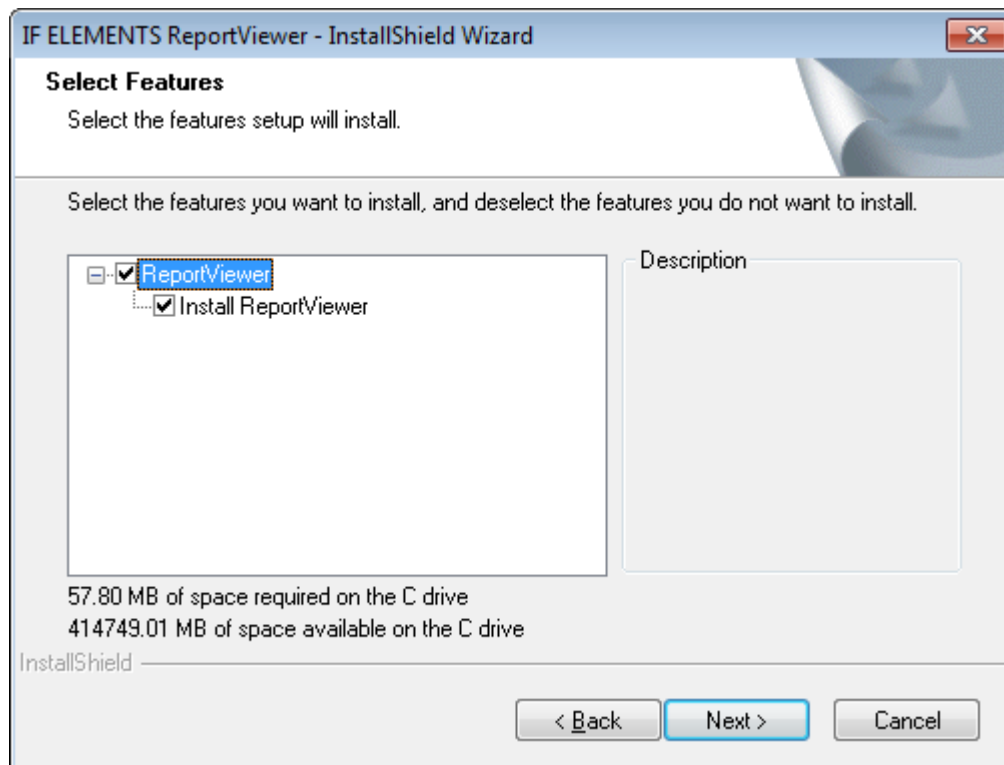 IF ELEMENTS ReportViewer - InstallShield Wizard
Select Features
Select the features setup will install.
Select the features you want to install, and deselect the features you do not want to install.
ReportViewer
Install ReportViewer
Description
57.80 MB of space required on the C drive
414749.01 MB of space available on the C drive
InstallShield
< Back
Next >
Cancel